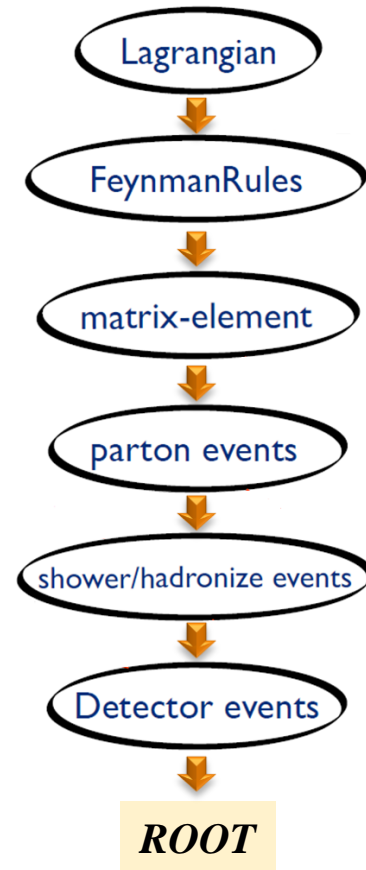 Lagrangian
FeynmanRules
matrix-element
parton events
shower/hadronize events
Detector events
ROOT